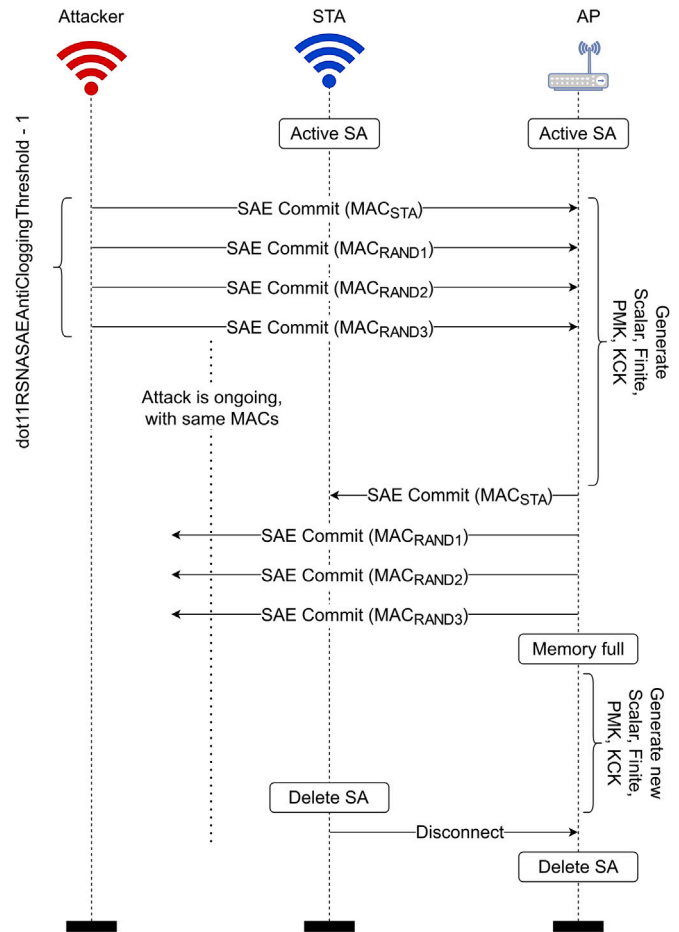 Attacker
STA
AP
Active SA
Active SA
dot11RSNASAEAntiCloggingThreshold - 1
SAE Commit (MACSTA)
SAE Commit (MACRAND1)
SAE Commit (MACRAND2)
SAE Commit (MACRAND3)
Generate
Scalar, Finite,
PMK, KCK
Attack is ongoing,
with same MACs
SAE Commit (MACSTA)
SAE Commit (MACRAND1)
SAE Commit (MACRAND2)
SAE Commit (MACRAND3)
Memory full
Generate new
Scalar, Finite,
PMK, KCK
Delete SA
Disconnect
Delete SA